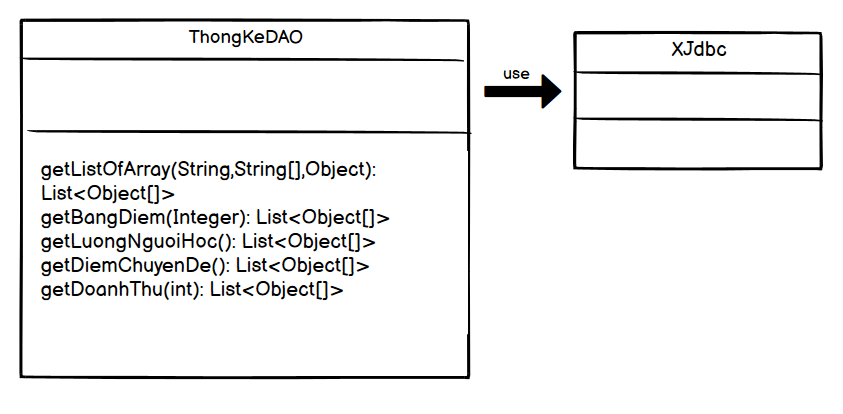 ThongKeDAO
use
XJdbc
getListOfArray(String,String[],Object):
List<Object[]>
getBangDiem(Integer): List<Object[]>
getLuongNguoiHoc(): List<Object[]>
getDiemChuyenDe(): List<Object[]>
getDoanhThu(int): List<Object[]>